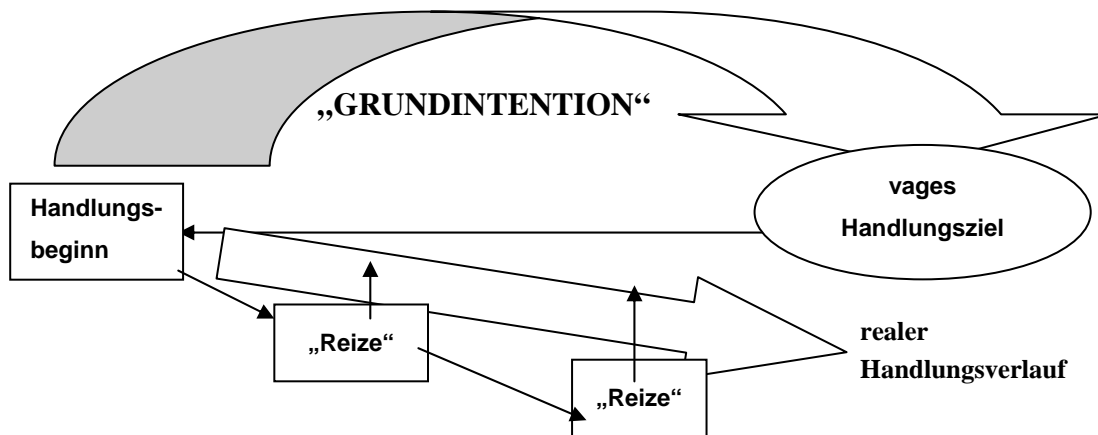 „GRUNDINTENTION“
Handlungs-
beginn
vages
Handlungsziel
„Reize“
realer
Handlungsverlauf
„Reize“